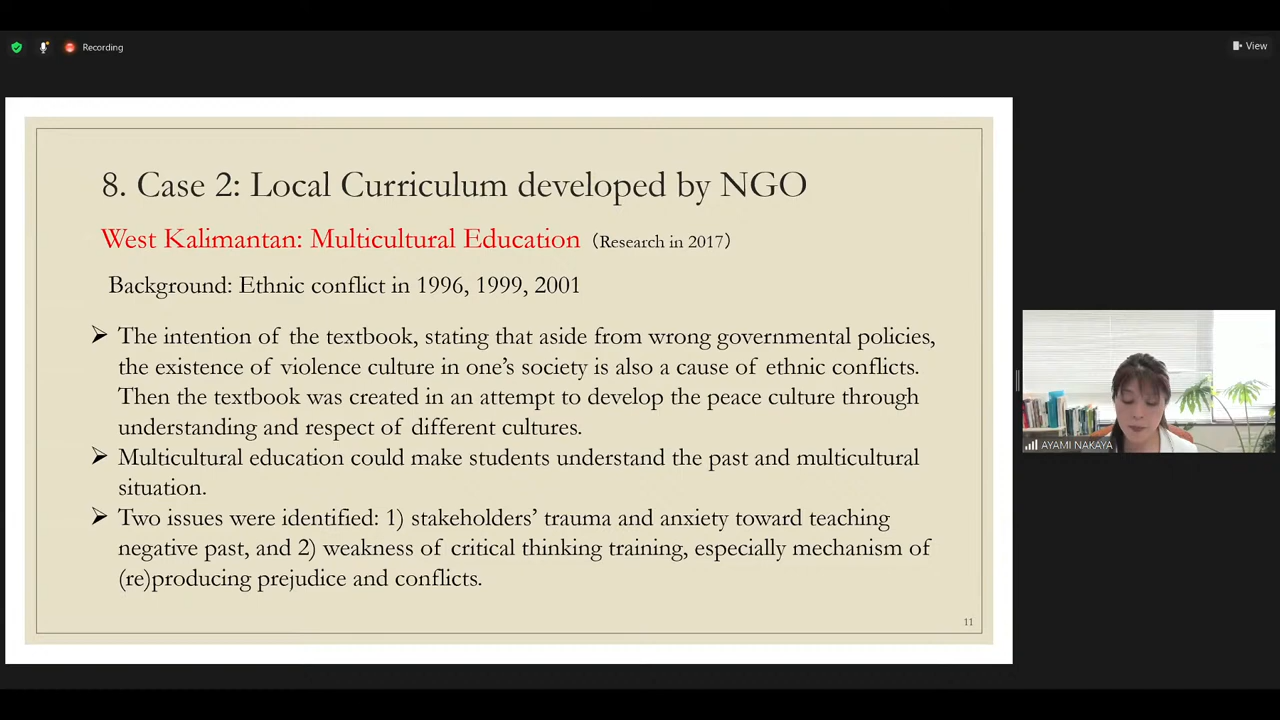 Recording
View
8. Case 2: Local Curriculum developed by NGO
West Kalimantan: Multicultural Education （Research in 2017）
Background: Ethnic conflict in 1996, 1999, 2001
➢ The intention of the textbook, stating that aside from wrong governmental policies,
the existence of violence culture in one’s society is also a cause of ethnic conflicts.
Then the textbook was created in an attempt to develop the peace culture through
understanding and respect of different cultures.
➢ Multicultural education could make students understand the past and multicultural
situation.
➢ Two issues were identified: 1) stakeholders’ trauma and anxiety toward teaching
negative past, and 2) weakness of critical thinking training, especially mechanism of
(re)producing prejudice and conflicts.
11
AYAMI NAKAYA